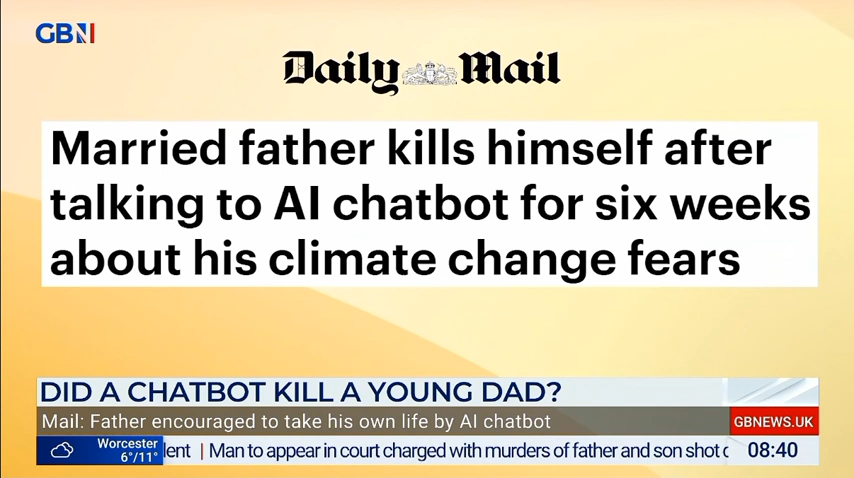 GBN
Daily Mail
Married father kills himself after
talking to AI chatbot for six weeks
about his climate change fears
DID A CHATBOT KILL A YOUNG DAD?
Mail: Father encouraged to take his own life by AI chatbot
GBNEWS.UK
Worcester
6°/11°
lent | Man to appear in court charged with murders of father and son shot
08:40